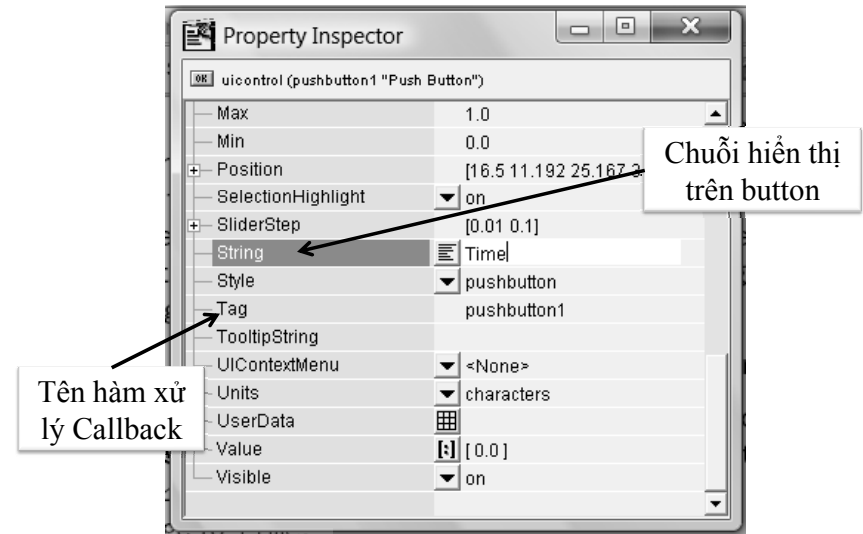 Property Inspector
uicontrol (pushbutton1 "Push Button")
Max 1.0
Min 0.0
Position [16.5 11.192 25.167 3
SelectionHighlight on
SliderStep [0.01 0.1]
String Time
Style pushbutton
Tag pushbutton1
TooltipString
UIContextMenu <None>
Units characters
UserData
Value [ 0.0 ]
Visible on
Chuỗi hiển thị
trên button
Tên hàm xử
lý Callback